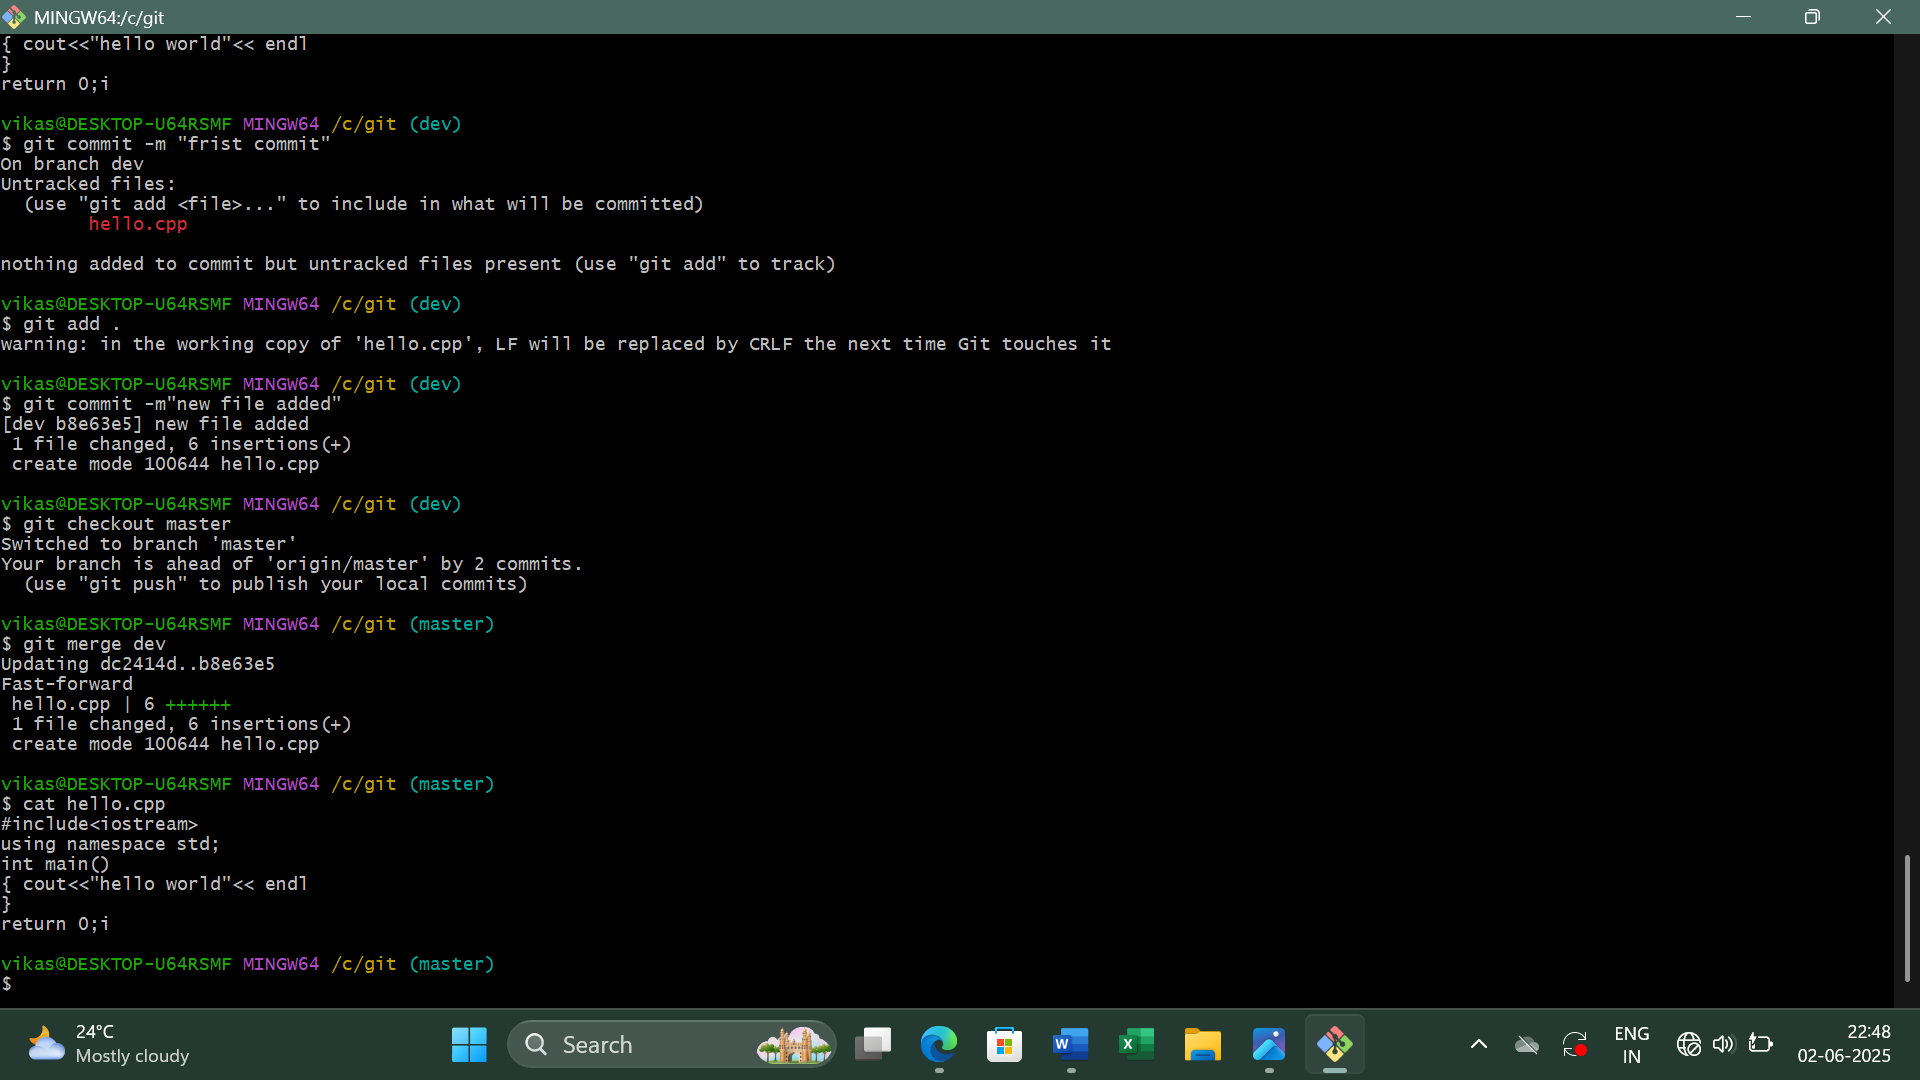 MINGW64:/c/git
{ cout<<"hello world"<< endl
}
return 0;i
vikas@DESKTOP-U64RSMF MINGW64 /c/git (dev)
$ git commit -m "frist commit"
On branch dev
Untracked files:
  (use "git add <file>..." to include in what will be committed)
        hello.cpp
nothing added to commit but untracked files present (use "git add" to track)
vikas@DESKTOP-U64RSMF MINGW64 /c/git (dev)
$ git add .
warning: in the working copy of 'hello.cpp', LF will be replaced by CRLF the next time Git touches it
vikas@DESKTOP-U64RSMF MINGW64 /c/git (dev)
$ git commit -m"new file added"
[dev b8e63e5] new file added
 1 file changed, 6 insertions(+)
 create mode 100644 hello.cpp
vikas@DESKTOP-U64RSMF MINGW64 /c/git (dev)
$ git checkout master
Switched to branch 'master'
Your branch is ahead of 'origin/master' by 2 commits.
  (use "git push" to publish your local commits)
vikas@DESKTOP-U64RSMF MINGW64 /c/git (master)
$ git merge dev
Updating dc2414d..b8e63e5
Fast-forward
 hello.cpp | 6 ++++++
 1 file changed, 6 insertions(+)
 create mode 100644 hello.cpp
vikas@DESKTOP-U64RSMF MINGW64 /c/git (master)
$ cat hello.cpp
#include<iostream>
using namespace std;
int main()
{ cout<<"hello world"<< endl
}
return 0;i
vikas@DESKTOP-U64RSMF MINGW64 /c/git (master)
$
24°C
Mostly cloudy
Search
ENG
IN
22:48
02-06-2025